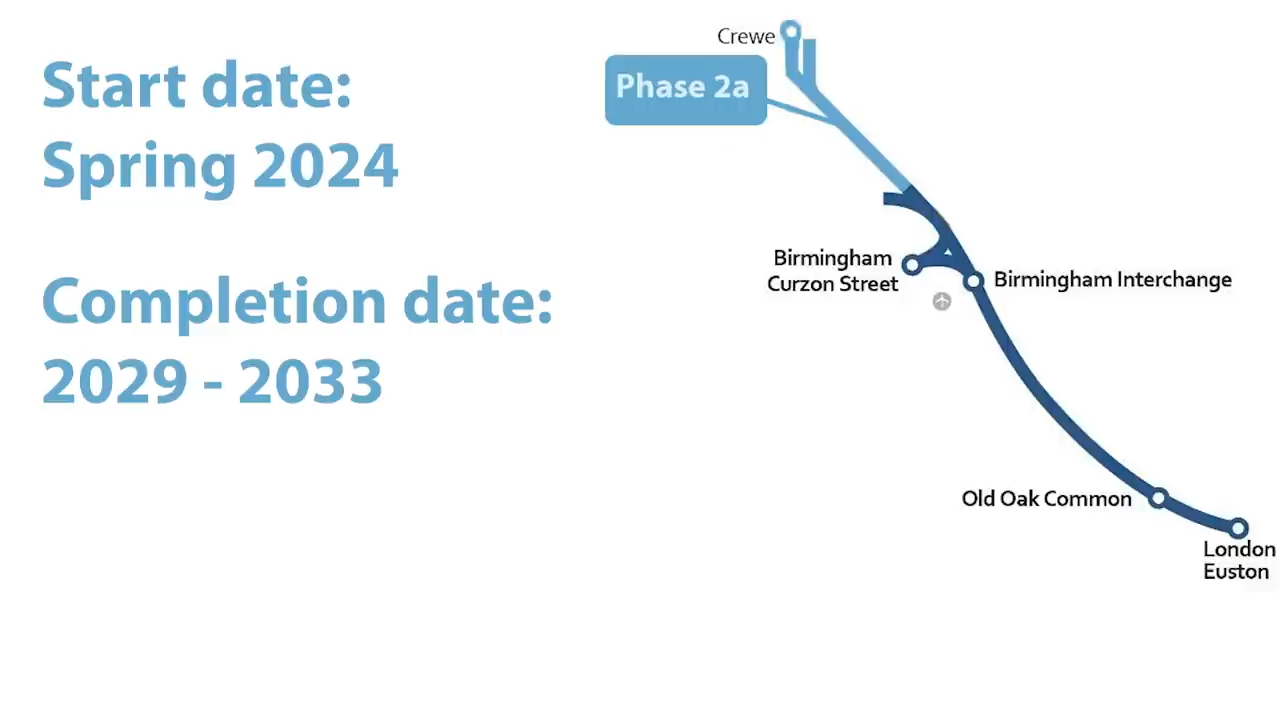 Start date:
Spring 2024
Completion date:
2029 - 2033
Crewe
Phase 2a
Birmingham
Curzon Street
Birmingham Interchange
Old Oak Common
London
Euston